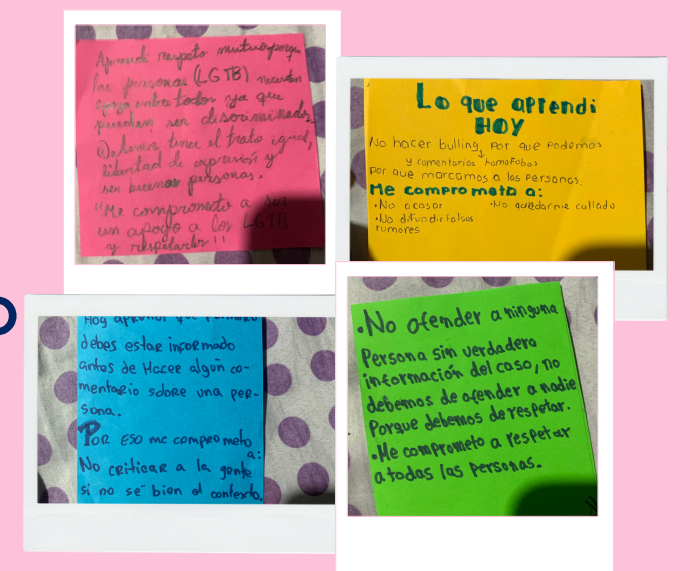 Aprendí respeto mutuo porque
las personas (LGTB) necesitan
apoyo entre todos ya que
pueden ser discriminados.
Debemos tener el trato igual,
libertad de expresión y
ser buenas personas.
"Me comprometo a ser
un apoyo a los LGTB
y respetarlos"!
Lo que aprendi
HOY
No hacer bulling, por que podemos
y comentarios homofobos
por que marcamos a las personas.
Me comprometo a:
•No acosar •No quedarme callado
•No difundir falsos
rumores
Hoy aprendí que primero
debes estar informado
antes de Hacer algún co-
mentario sobre una per-
sona.
Por ESO me comprometo
a:
No criticar a la gente
si no sé bien el contexto.
•No ofender a ninguna
Persona sin verdadera
información del caso, no
debemos de ofender a nadie
Porque debemos de respetar.
•Me comprometo a respetar
a todas las personas.